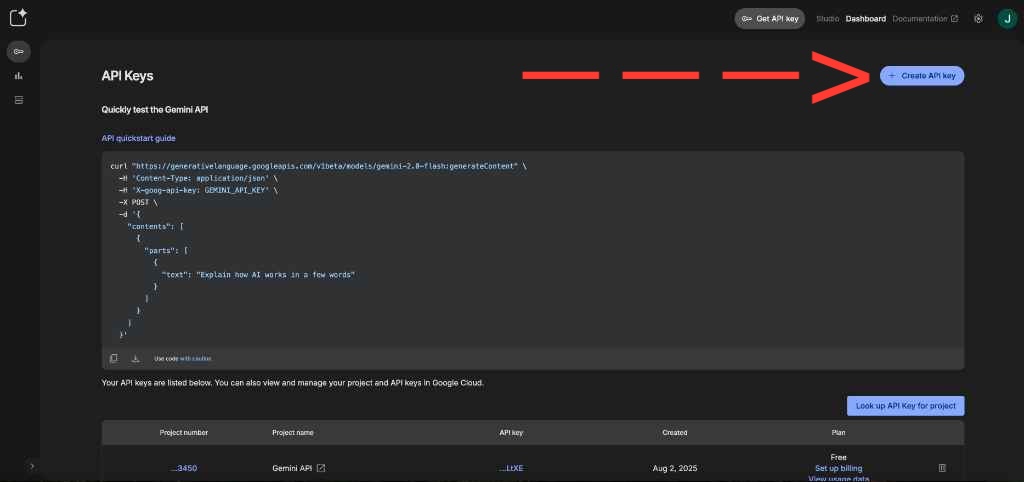 Get API key Studio Dashboard Documentation J
API Keys
+ Create API key
Quickly test the Gemini API
API quickstart guide
curl "https://generativelanguage.googleapis.com/v1beta/models/gemini-2.0-flash:generateContent" \
-H 'Content-Type: application/json' \
-H 'X-goog-api-key: GEMINI_API_KEY' \
-X POST \
-d '{
"contents": [
{
"parts": [
{
"text": "Explain how AI works in a few words"
}
]
}
]
}'
Use code with caution.
Your API keys are listed below. You can also view and manage your project and API keys in Google Cloud.
Look up API Key for project
Project number Project name API key Created Plan
...3450 Gemini API ...LtXE Aug 2, 2025 Free
Set up billing
View usage data